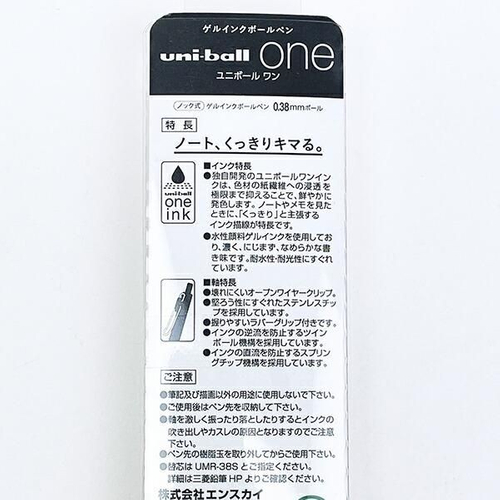 ゲルインクボールペン
uni-ball one
ユニボール ワン
ノック式 ゲルインクボールペン 0.38mmボール
特長
ノート、くっきりキマる。
■インク特長
●独自開発のユニボールワンイン
クは、色材の紙繊維への浸透を
極限まで抑えることで、鮮やかに
発色します。ノートやメモを見た
ときに、「くっきり」と主張する
インク描線が特長です。
●水性顔料ゲルインクを使用してお
り、濃く、にじまず、なめらかな書
き味です。耐水性・耐光性にすぐれ
ています。
uni-ball
one
ink
■軸特長
●壊れにくいオープンワイヤークリップ。
●堅ろう性にすぐれたステンレスチッ
プを採用しています。
●握りやすいラバーグリップ付きです。
●インクの逆流を防止するツイン
ボール機構を採用しています。
●インクの直流を防止するスプリン
グチップ機構を採用しています。
ご注意
●筆記及び描画以外の用途に使用しないで下さい。
●ご使用後はペン先を収納して下さい。
●軸を激しく振ったり落としたりするとインクの
吹き出しやカスレの原因となりますのでご注意
下さい。
●ペン先の樹脂玉を取り外してからご使用下さい。
●替芯は UMR-38S とご指定ください。
詳細は三菱鉛筆 HP よりご確認ください。
株式会社エンスカイ